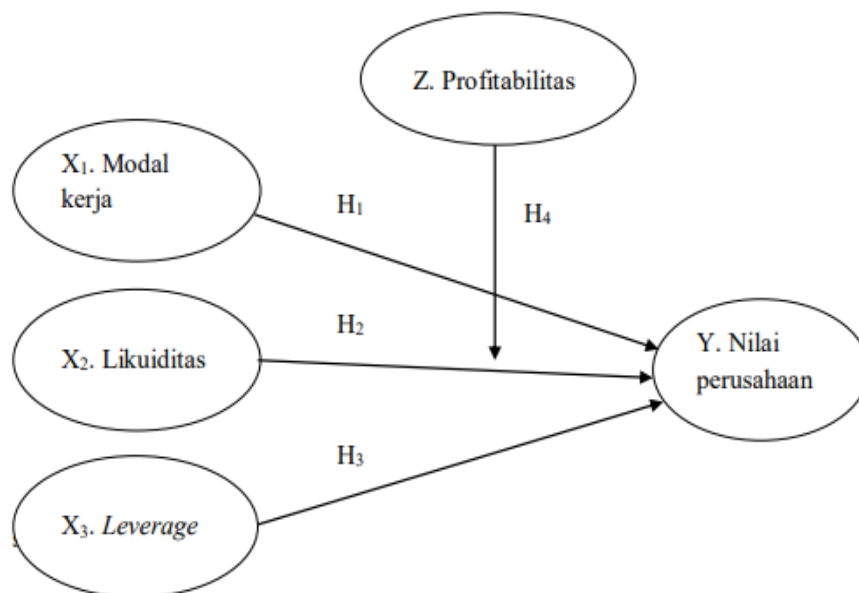 Z. Profitabilitas
X₁. Modal
kerja
H₁
H₄
H₂
X₂. Likuiditas
Y. Nilai
perusahaan
H₃
X₃. Leverage